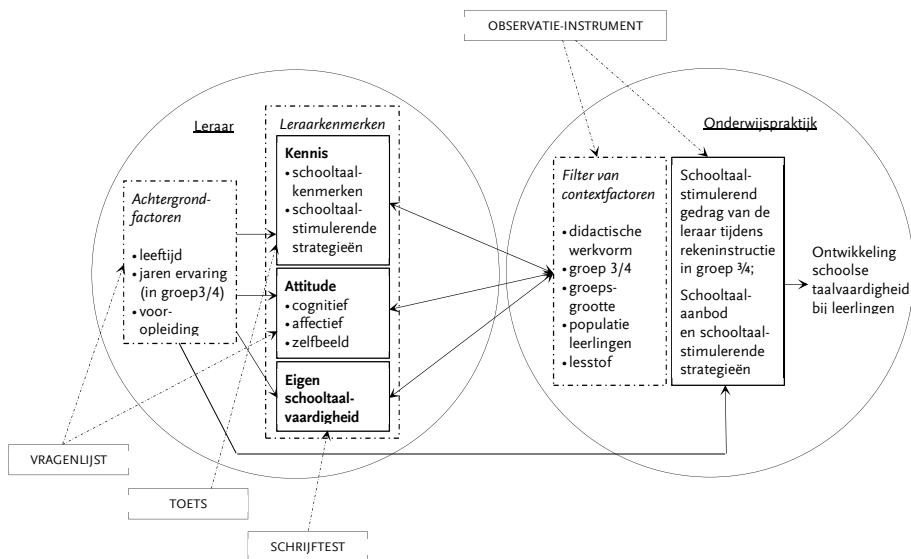 OBSERVATIE-INSTRUMENT
Leraar
Achtergrond-
factoren
• leeftijd
• jaren ervaring
(in groep3/4)
• voor-
opleiding
Leraarkenmerken
Kennis
• schooltaal-
kenmerken
• schooltaal-
stimulerende
strategieën
Attitude
• cognitief
• affectief
• zelfbeeld
Eigen
schooltaal-
vaardigheid
Onderwijspraktijk
Filter van
contextfactoren
• didactische
werkvorm
• groep 3/4
• groeps-
grootte
• populatie
leerlingen
• lesstof
Schooltaal-
stimulerend
gedrag van de
leraar tijdens
rekeninstructie
in groep ¾;
Schooltaal-
aanbod
en schooltaal-
stimulerende
strategieën
Ontwikkeling
schoolse
taalvaardigheid
bij leerlingen
VRAGENLIJST
TOETS
SCHRIJFTEST